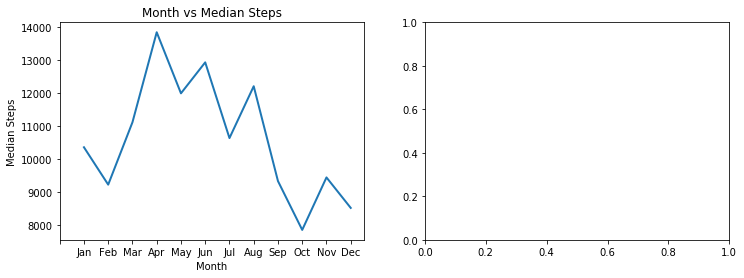 Month vs Median Steps
14000
13000
12000
11000
10000
9000
8000
Median Steps
Jan Feb Mar Apr May Jun Jul Aug Sep Oct Nov Dec
Month
1.0
0.8
0.6
0.4
0.2
0.0
0.0 0.2 0.4 0.6 0.8 1.0